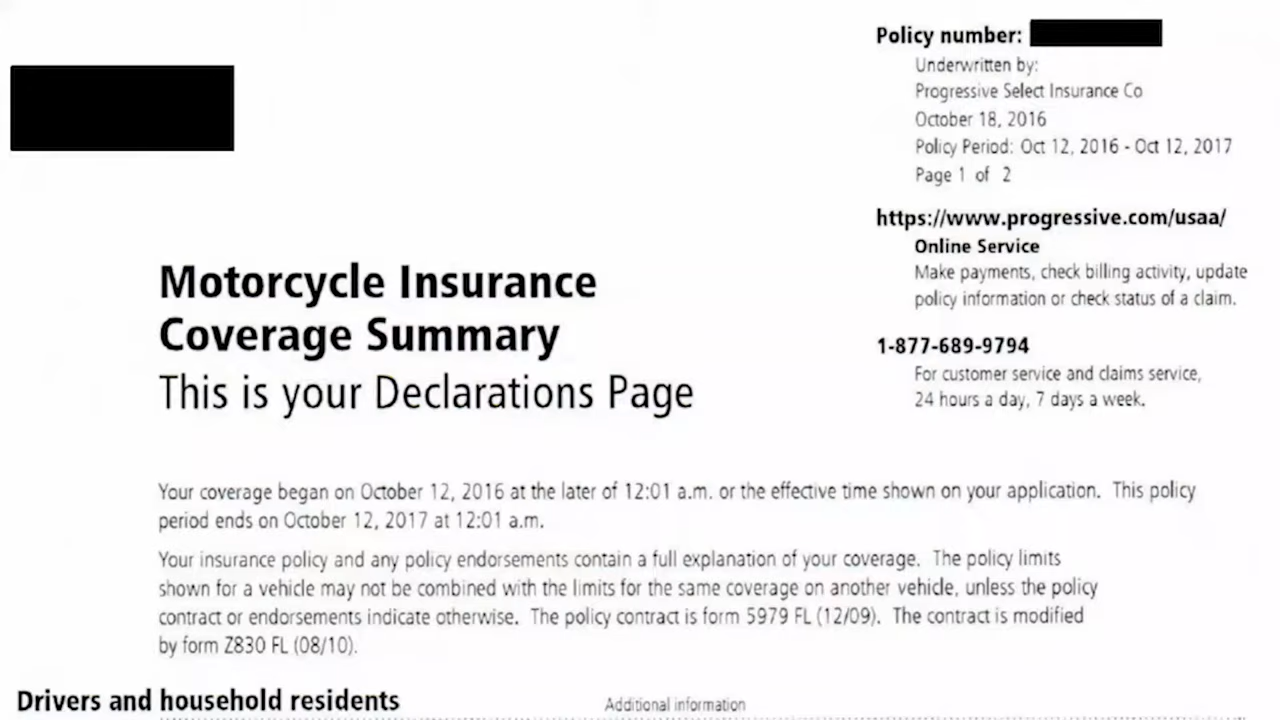 Policy number:
Underwritten by:
Progressive Select Insurance Co
October 18, 2016
Policy Period: Oct 12, 2016 - Oct 12, 2017
Page 1 of 2
https://www.progressive.com/usaa/
Online Service
Make payments, check billing activity, update
policy information or check status of a claim.
1-877-689-9794
For customer service and claims service,
24 hours a day, 7 days a week.
Motorcycle Insurance
Coverage Summary
This is your Declarations Page
Your coverage began on October 12, 2016 at the later of 12:01 a.m. or the effective time shown on your application. This policy
period ends on October 12, 2017 at 12:01 a.m.
Your insurance policy and any policy endorsements contain a full explanation of your coverage. The policy limits
shown for a vehicle may not be combined with the limits for the same coverage on another vehicle, unless the policy
contract or endorsements indicate otherwise. The policy contract is form 5979 FL (12/09). The contract is modified
by form Z830 FL (08/10).
Drivers and household residents Additional information